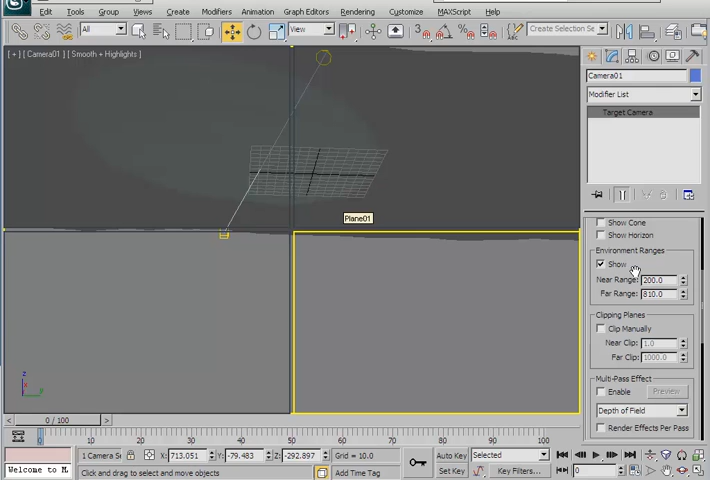 Edit Tools Group Views Create Modifiers Animation Graph Editors Rendering Customize MAXScript Help
All View Create Selection Se
[ + ] [ Camera01 ] [ Smooth + Highlights ]
Camera01
Modifier List
Target Camera
Plane01
Show Cone
Show Horizon
Environment Ranges
Show
Near Range: 200.0
Far Range: 810.0
Clipping Planes
Clip Manually
Near Clip: 1.0
Far Clip: 1000.0
Multi-Pass Effect
Enable Preview
Depth of Field
Render Effects Per Pass
z
x y
< 0 / 100 >
0 10 20 30 40 50 60 70 80 90 100
1 Camera Se X: 713.051 Y: -79.483 Z: -292.897 Grid = 10.0 Auto Key Selected
Welcome to M Click and drag to select and move objects Add Time Tag Set Key Key Filters... 0